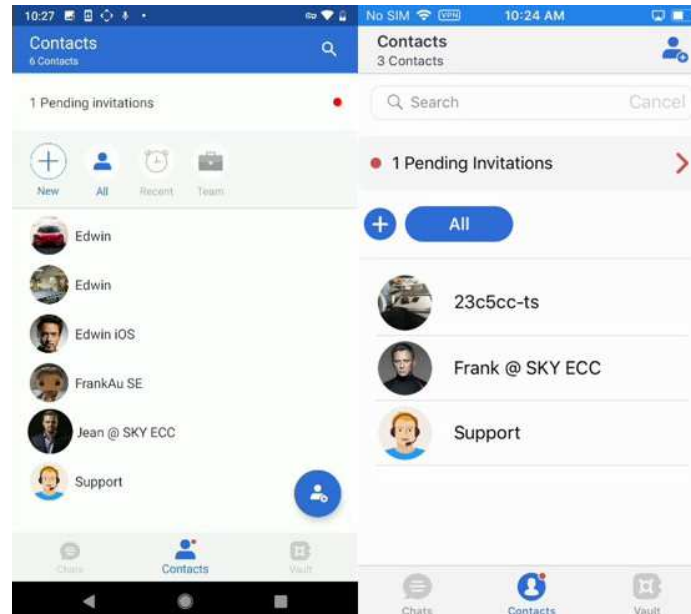 10:27
Contacts
6 Contacts
1 Pending invitations
New All Recent Team
Edwin
Edwin
Edwin iOS
FrankAu SE
Jean @ SKY ECC
Support
Chats Contacts Vault
No SIM VPN 10:24 AM
Contacts
3 Contacts
Search Cancel
1 Pending Invitations
All
23c5cc-ts
Frank @ SKY ECC
Support
Chats Contacts Vault